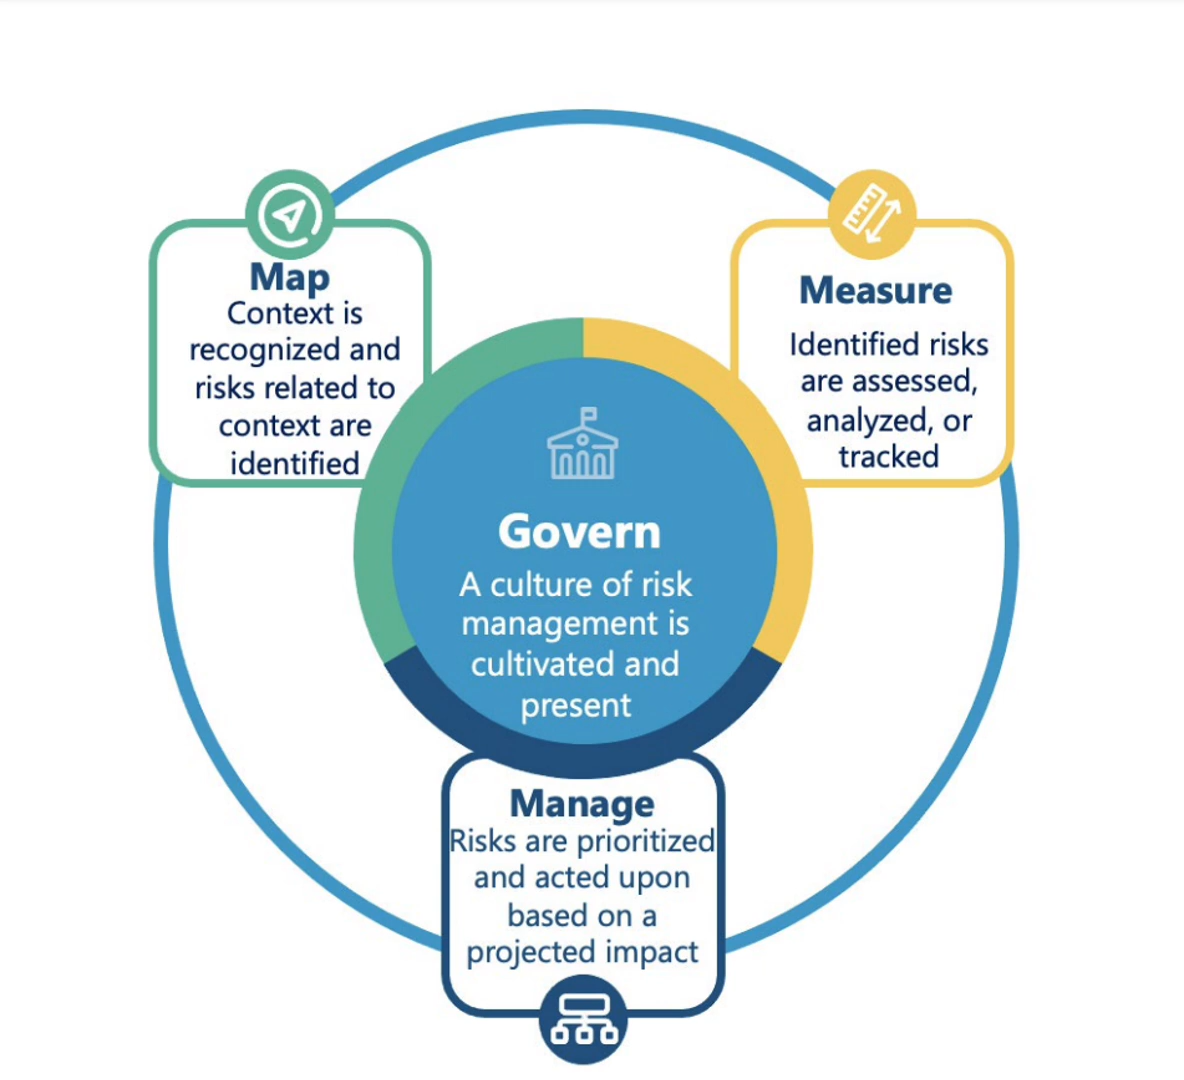 Map
Context is
recognized and
risks related to
context are
identified
Measure
Identified risks
are assessed,
analyzed, or
tracked
Govern
A culture of risk
management is
cultivated and
present
Manage
Risks are prioritized
and acted upon
based on a
projected impact